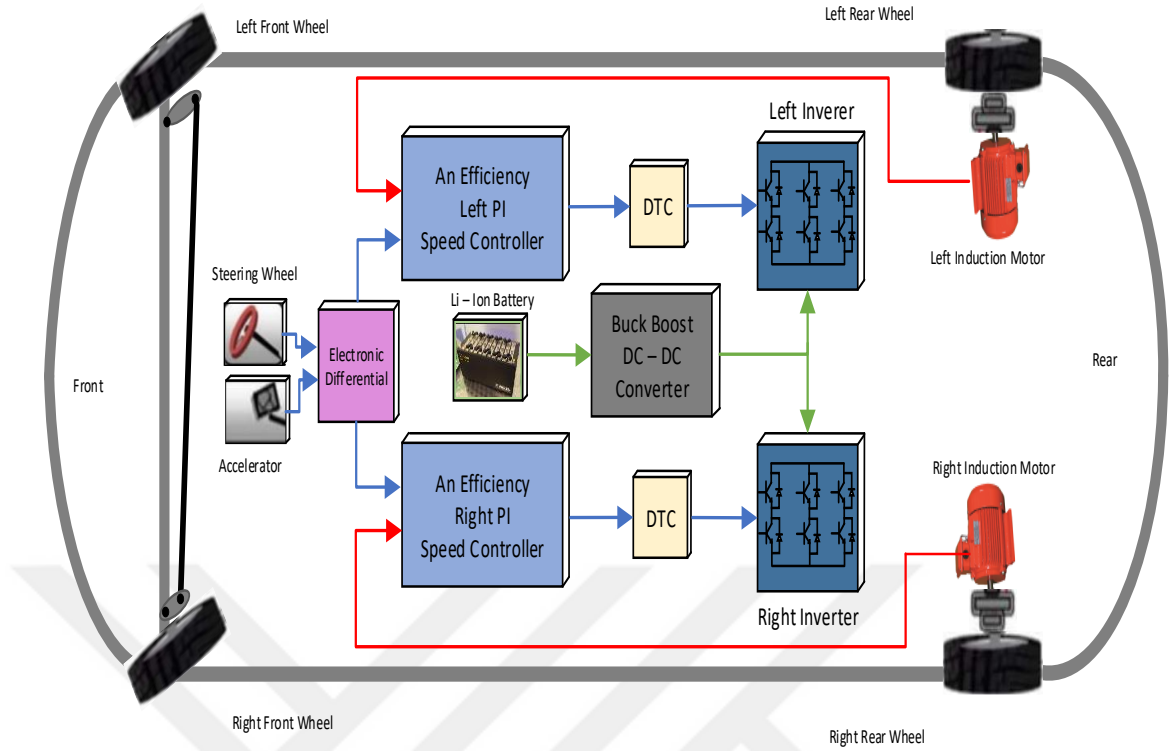 Left Front Wheel
Left Rear Wheel
Left Inverer
An Efficiency
Left PI
Speed Controller
DTC
Left Induction Motor
Steering Wheel
Li – Ion Battery
Electronic
Differential
Buck Boost
DC – DC
Converter
Front
Rear
Accelerator
An Efficiency
Right PI
Speed Controller
DTC
Right Induction Motor
Right Inverter
Right Front Wheel
Right Rear Wheel